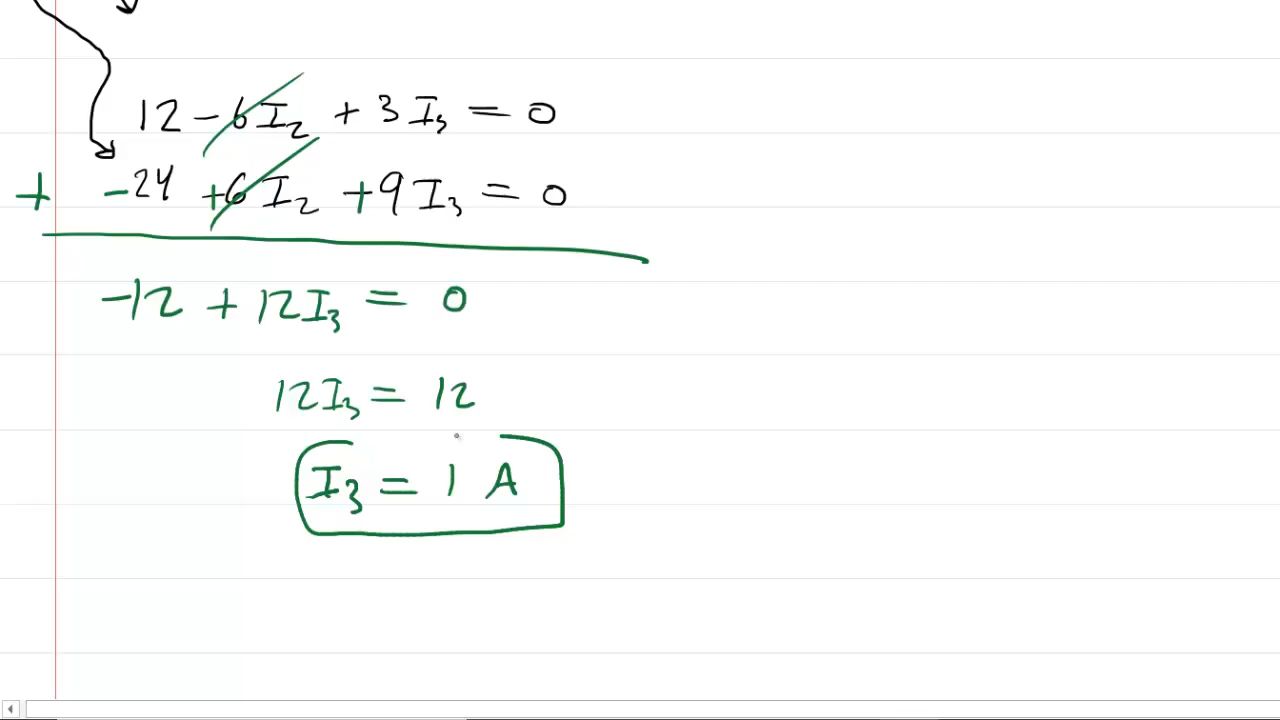 12 - 6I₂ + 3I₃ = 0
+ -24 +6I₂ +9I₃ = 0
-12 + 12I₃ = 0
12I₃ = 12
I₃ = 1 A